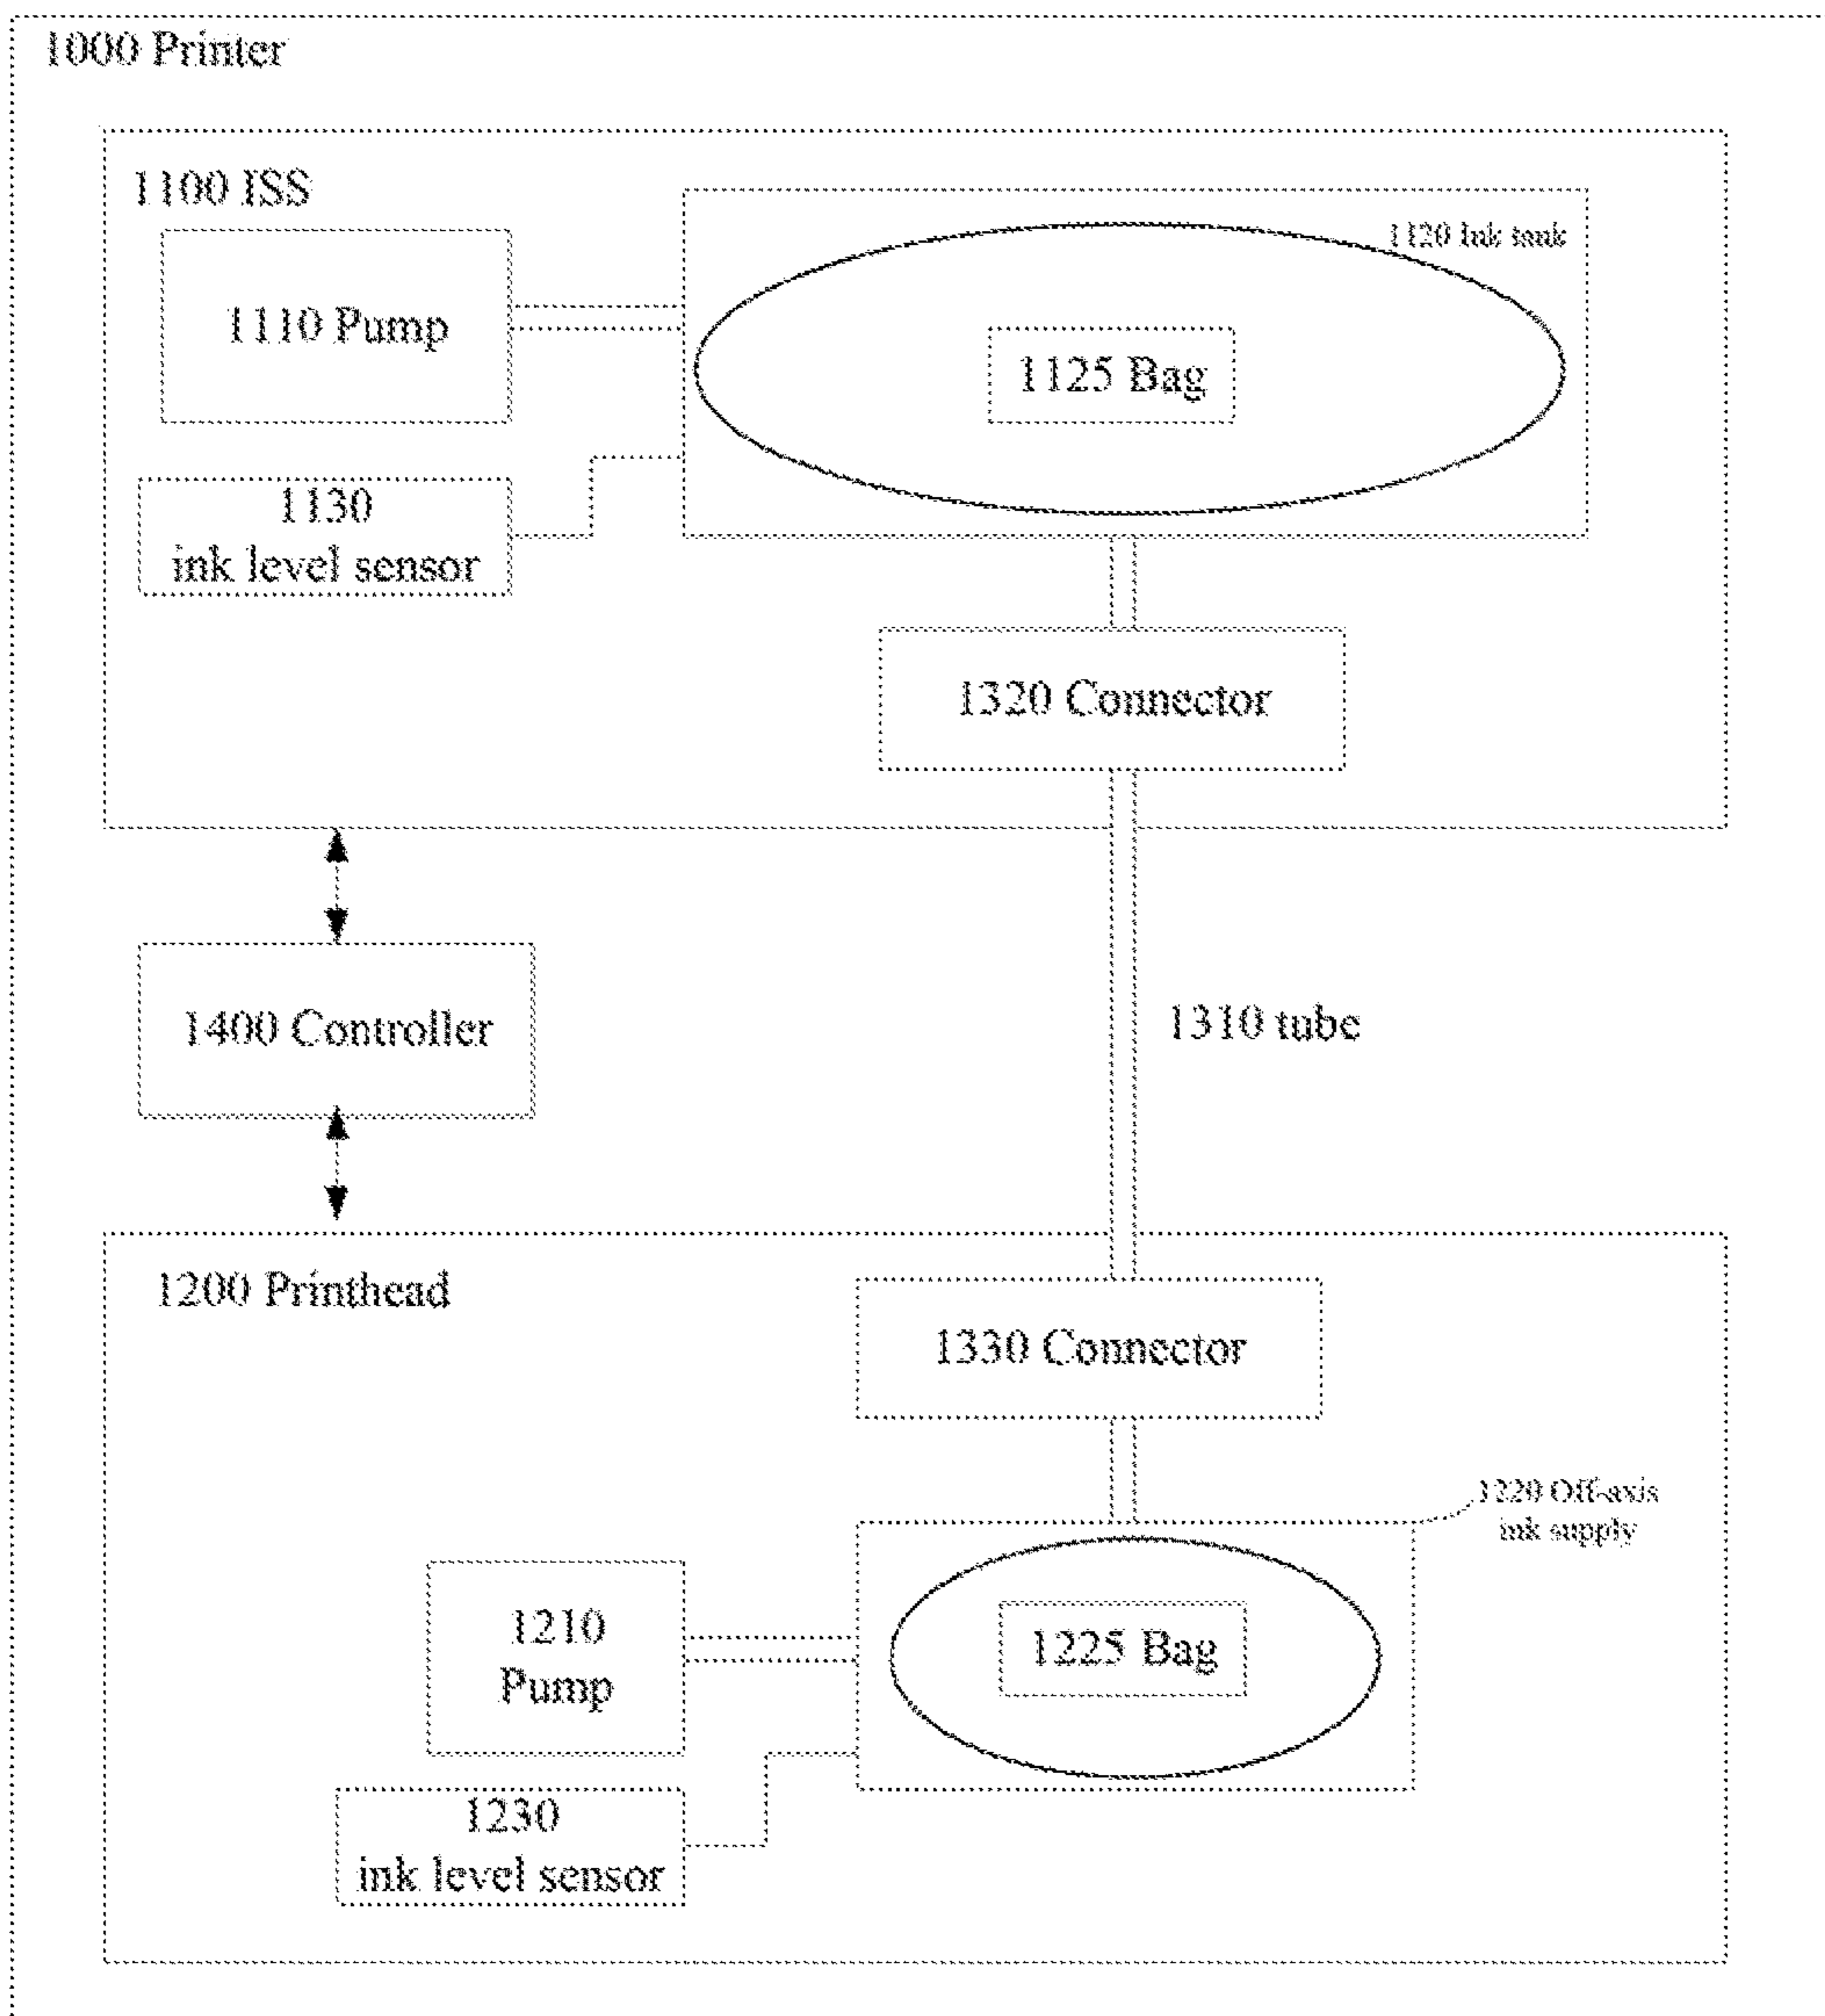 1000 Printer
1100 ISS
1120 Ink tank
1110 Pump
1125 Bag
1130
ink level sensor
1320 Connector
1400 Controller
1310 tube
1200 Printhead
1330 Connector
1220 Off-axis
ink supply
1210
Pump
1225 Bag
1230
ink level sensor